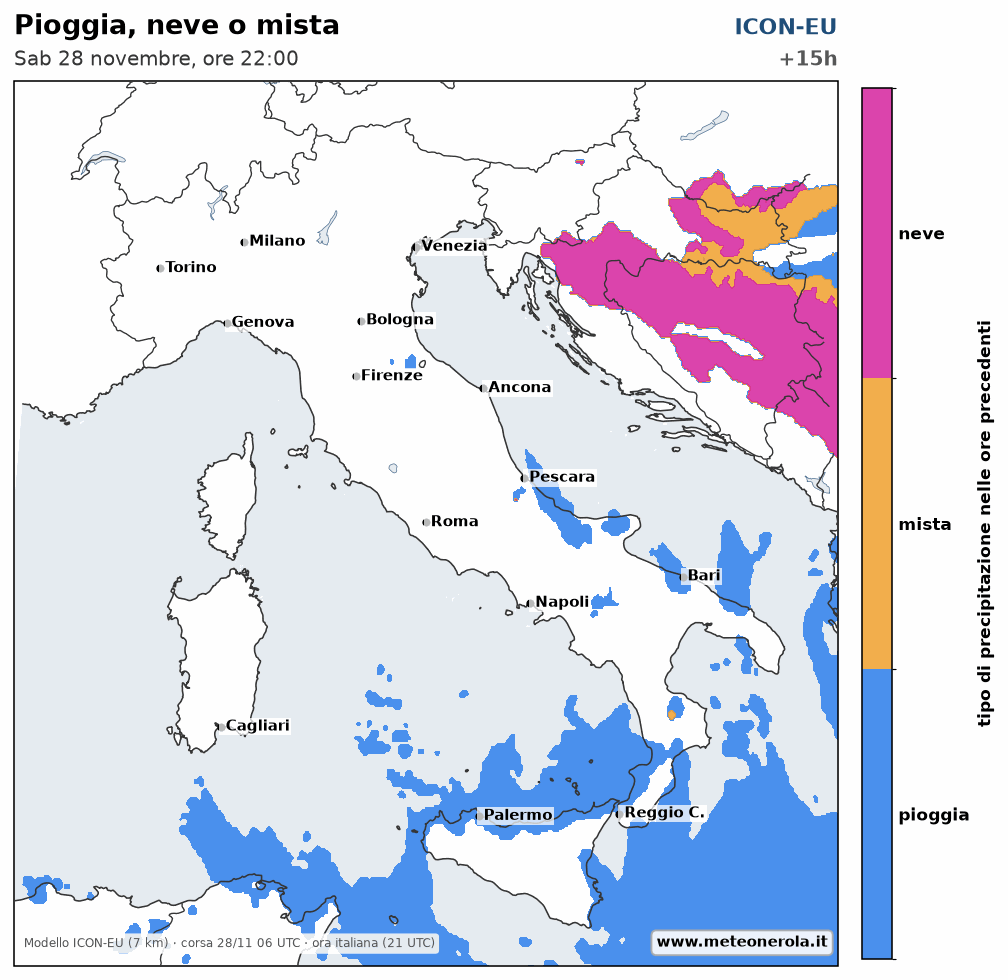 Pioggia, neve o mista
ICON-EU
Sab 28 novembre, ore 22:00
+15h
neve
Milano
Venezia
Torino
Genova
Bologna
Firenze
Ancona
tipo di precipitazione nelle ore precedenti
Pescara
Roma
mista
Bari
Napoli
Cagliari
Palermo
Reggio C.
pioggia
Modello ICON-EU (7 km) · corsa 28/11 06 UTC · ora italiana (21 UTC)
www.meteonerola.it